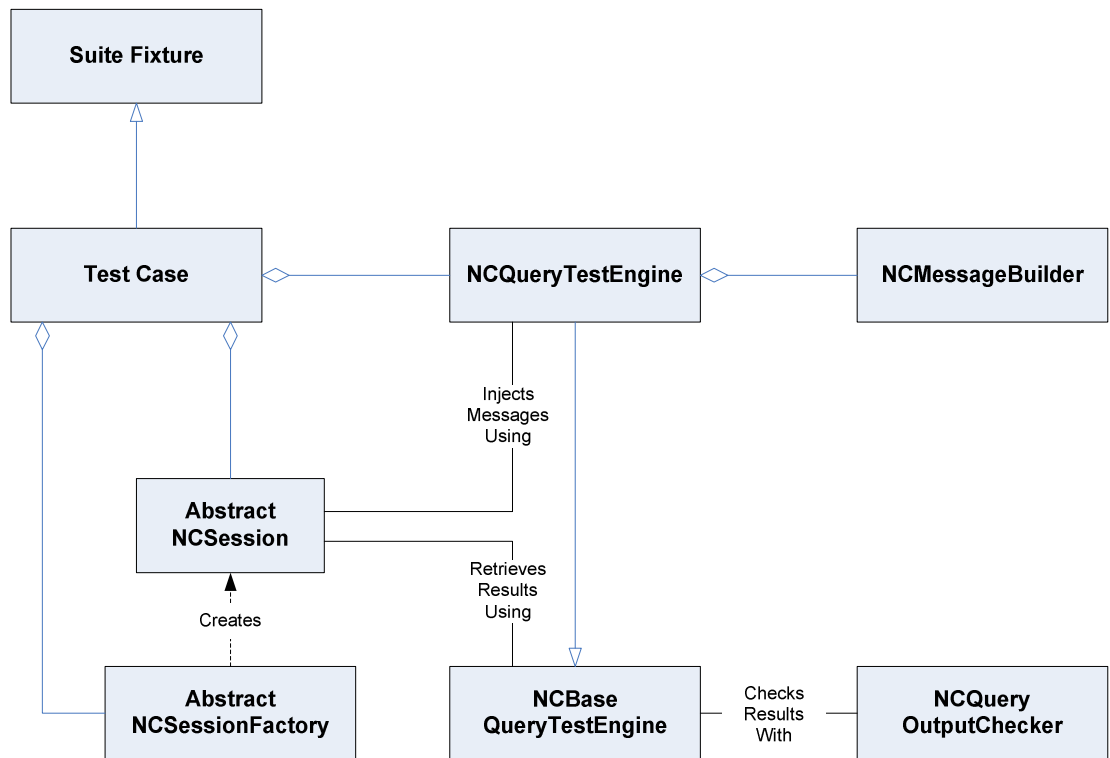 Suite Fixture
Test Case
NCQueryTestEngine
NCMessageBuilder
Injects
Messages
Using
Abstract
NCSession
Retrieves
Results
Using
Creates
Abstract
NCSessionFactory
NCBase
QueryTestEngine
Checks
Results
With
NCQuery
OutputChecker